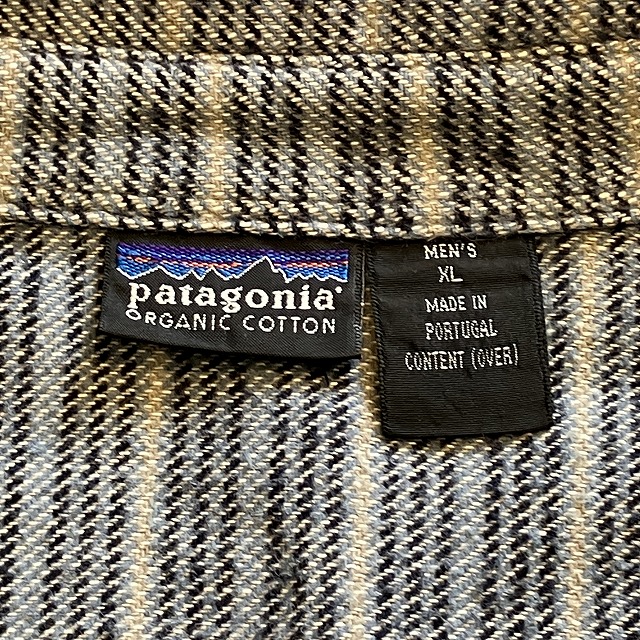 patagonia®
ORGANIC COTTON
MEN'S
XL
MADE IN
PORTUGAL
CONTENT (OVER)